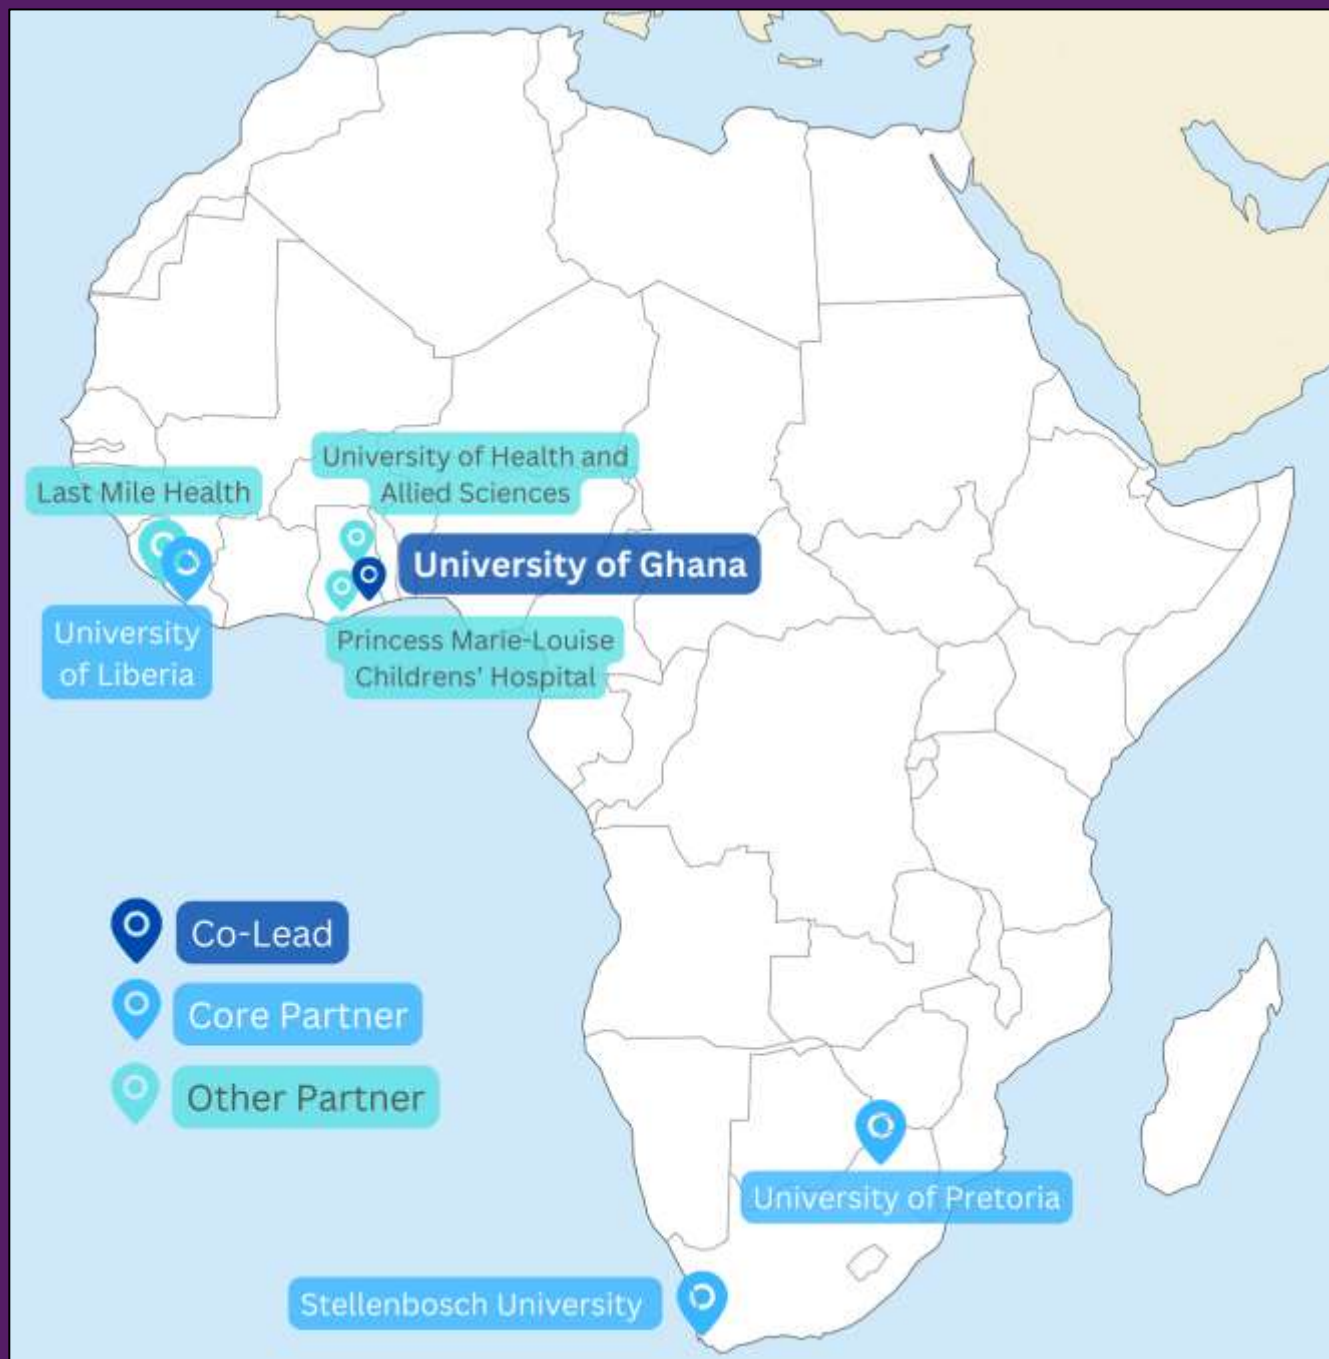 University of Health and
Allied Sciences
Last Mile Health
University of Ghana
University
of Liberia
Princess Marie-Louise
Childrens' Hospital
Co-Lead
Core Partner
Other Partner
University of Pretoria
Stellenbosch University